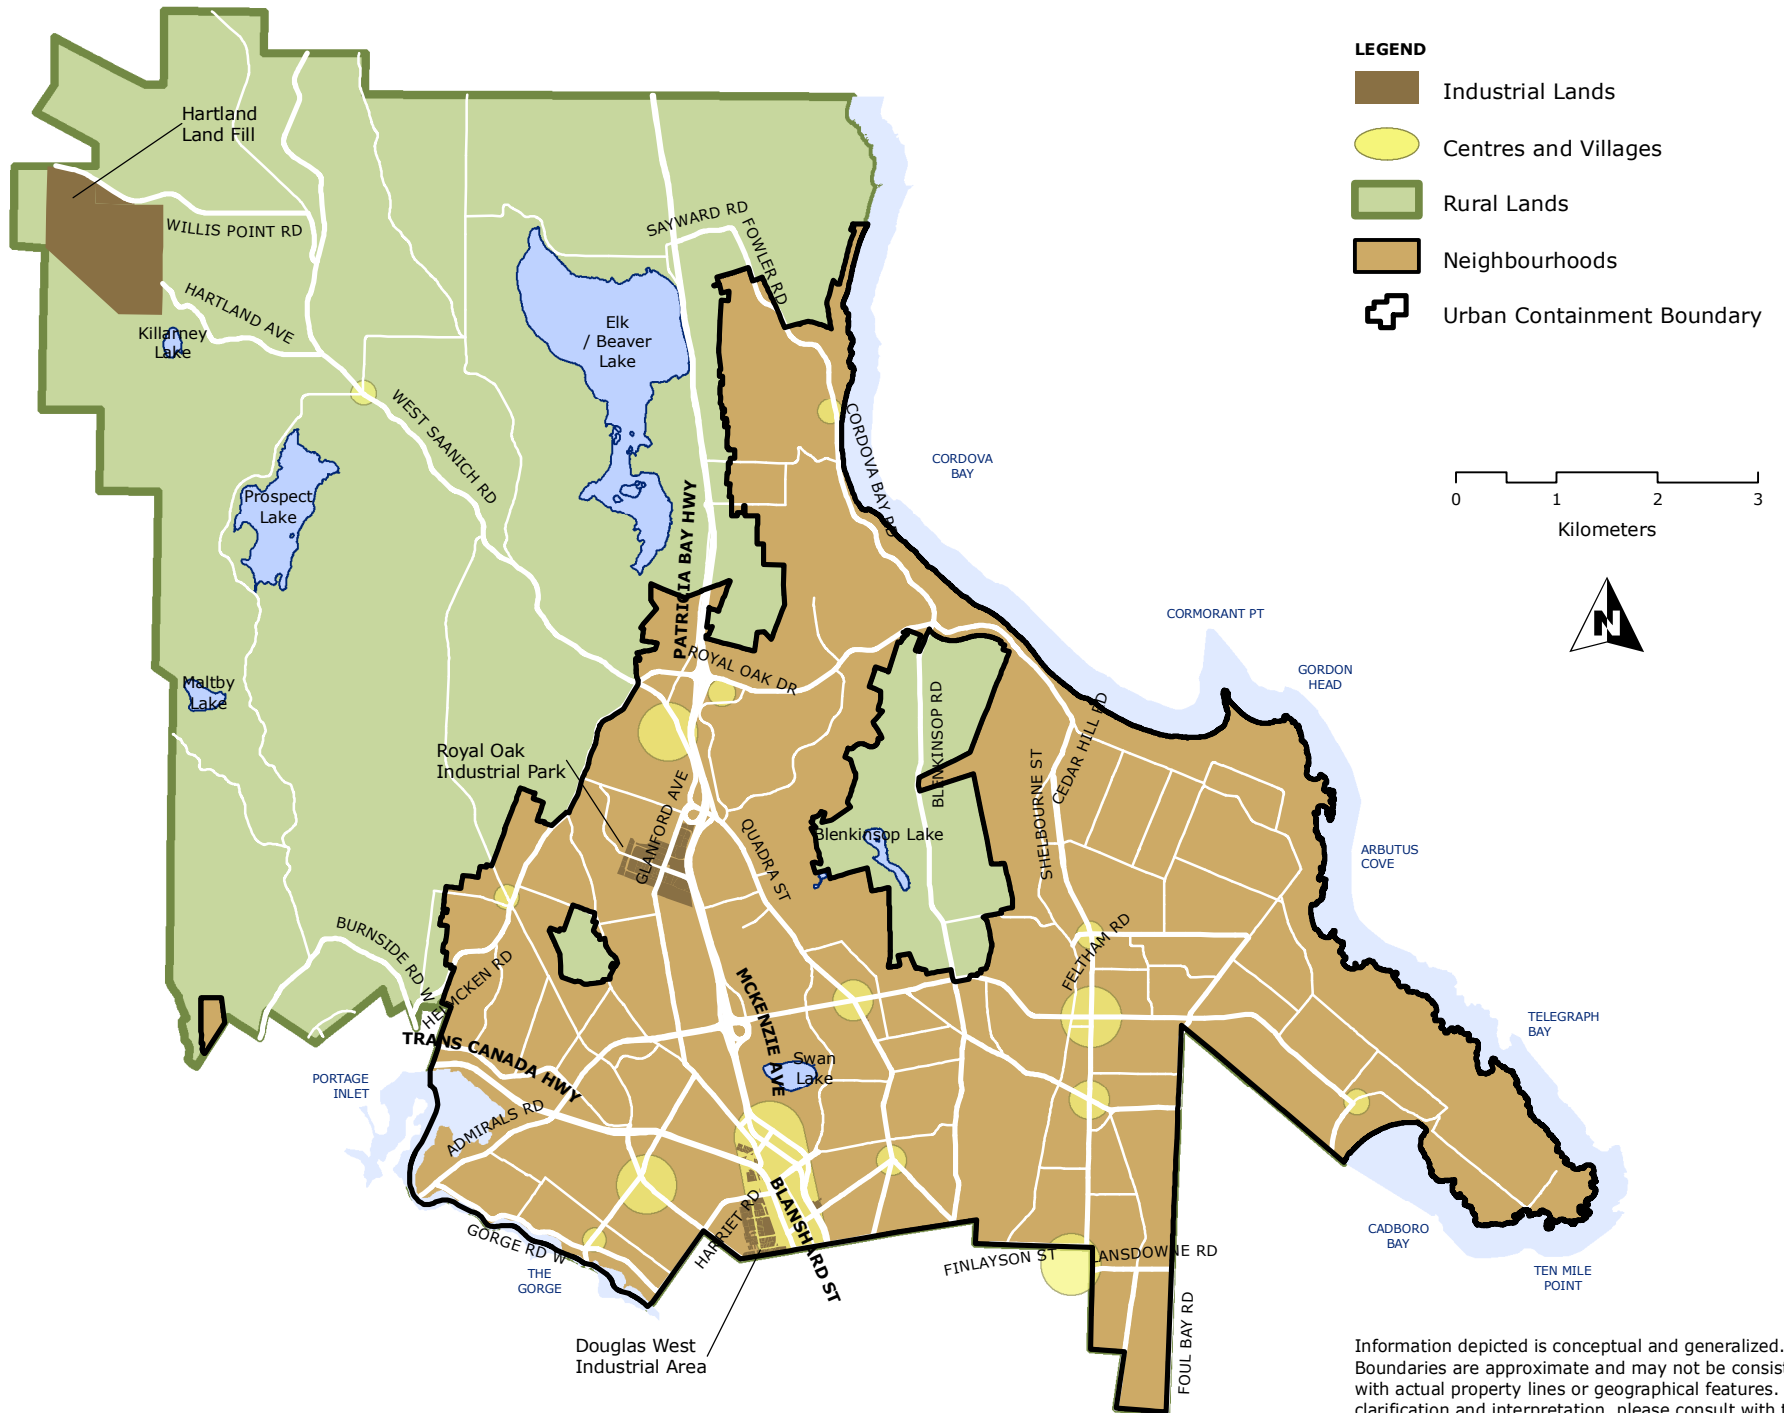 LEGEND
Industrial Lands
Centres and Villages
Rural Lands
Neighbourhoods
Urban Containment Boundary
0 1 2 3
Kilometers
N
Hartland
Land Fill
WILLIS POINT RD
HARTLAND AVE
Killarney
Lake
SAYWARD RD
FOWLER RD
Elk
/ Beaver
Lake
WEST SAANICH RD
CORDOVA BAY RD
CORDOVA
BAY
Prospect
Lake
PATRICIA BAY HWY
CORMORANT PT
GORDON
HEAD
Maltby
Lake
ROYAL OAK DR
BLENKINSOP RD
CEDAR HILL RD
SHELBOURNE ST
Royal Oak
Industrial Park
GLANFORD AVE
QUADRA ST
Blenkinsop Lake
ARBUTUS
COVE
BURNSIDE RD W
HELMCKEN RD
FELTHAM RD
MCKENZIE AVE
TRANS CANADA HWY
Swan
Lake
TELEGRAPH
BAY
PORTAGE
INLET
ADMIRALS RD
HARRIET RD
BLANSHARD ST
GORGE RD W
THE
GORGE
FINLAYSON ST
LANSDOWNE RD
CADBORO
BAY
TEN MILE
POINT
FOUL BAY RD
Douglas West
Industrial Area
Information depicted is conceptual and generalized.
Boundaries are approximate and may not be consist
with actual property lines or geographical features.
clarification and interpretation, please consult with